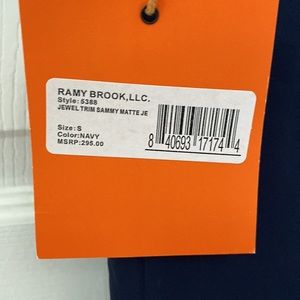 RAMY BROOK,LLC.
Style:5388
JEWEL TRIM SAMMY MATTE JE
Size:S
Color:NAVY
MSRP:295.00
8 40693 17174 4